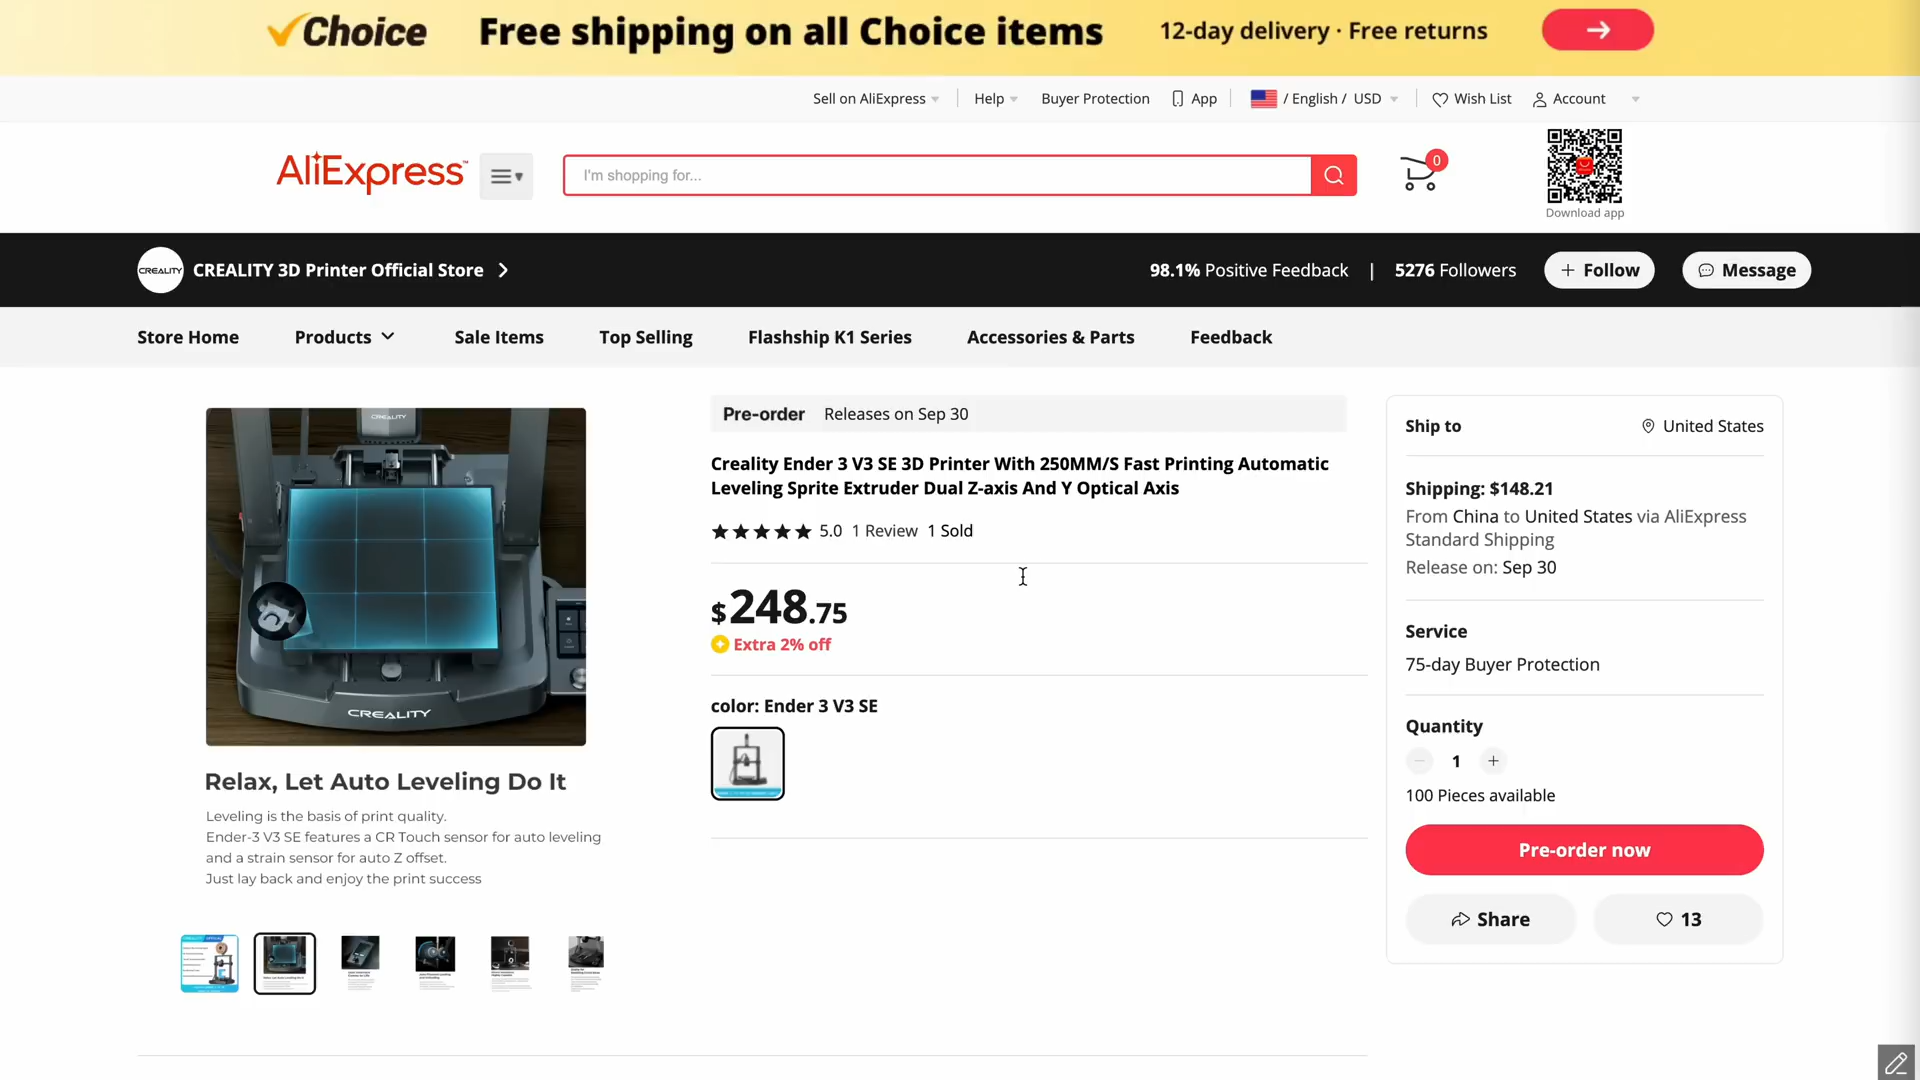 Choice
Free shipping on all Choice items
12-day delivery · Free returns
Sell on AliExpress
Help
Buyer Protection
App
/ English / USD
Wish List
Account
AliExpress™
I'm shopping for...
0
Download app
CREALITY
CREALITY 3D Printer Official Store
98.1% Positive Feedback | 5276 Followers
+ Follow
Message
Store Home
Products
Sale Items
Top Selling
Flashship K1 Series
Accessories & Parts
Feedback
CREALITY
CREALITY
Relax, Let Auto Leveling Do It
Leveling is the basis of print quality.
Ender-3 V3 SE features a CR Touch sensor for auto leveling
and a strain sensor for auto Z offset.
Just lay back and enjoy the print success
Pre-order Releases on Sep 30
Creality Ender 3 V3 SE 3D Printer With 250MM/S Fast Printing Automatic
Leveling Sprite Extruder Dual Z-axis And Y Optical Axis
5.0 1 Review 1 Sold
$248.75
Extra 2% off
color: Ender 3 V3 SE
Ship to
United States
Shipping: $148.21
From China to United States via AliExpress
Standard Shipping
Release on: Sep 30
Service
75-day Buyer Protection
Quantity
1
100 Pieces available
Pre-order now
Share
13